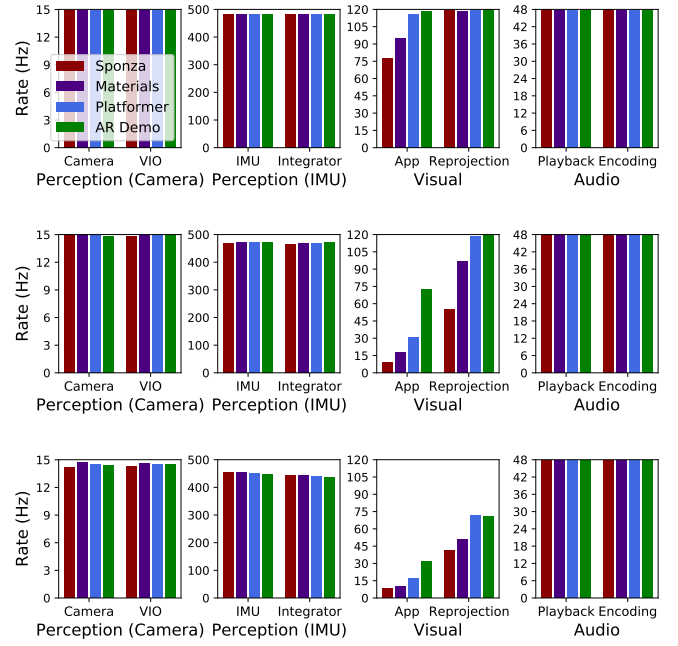 15
12
9
6
3
0
Rate (Hz)
Sponza
Materials
Platformer
AR Demo
Camera VIO
Perception (Camera)
500
400
300
200
100
0
IMU Integrator
Perception (IMU)
120
105
90
75
60
45
30
15
0
App Reprojection
Visual
48
42
36
30
24
18
12
6
0
Playback Encoding
Audio
15
12
9
6
3
0
Rate (Hz)
Camera VIO
Perception (Camera)
500
400
300
200
100
0
IMU Integrator
Perception (IMU)
120
105
90
75
60
45
30
15
0
App Reprojection
Visual
48
42
36
30
24
18
12
6
0
Playback Encoding
Audio
15
12
9
6
3
0
Rate (Hz)
Camera VIO
Perception (Camera)
500
400
300
200
100
0
IMU Integrator
Perception (IMU)
120
105
90
75
60
45
30
15
0
App Reprojection
Visual
48
42
36
30
24
18
12
6
0
Playback Encoding
Audio